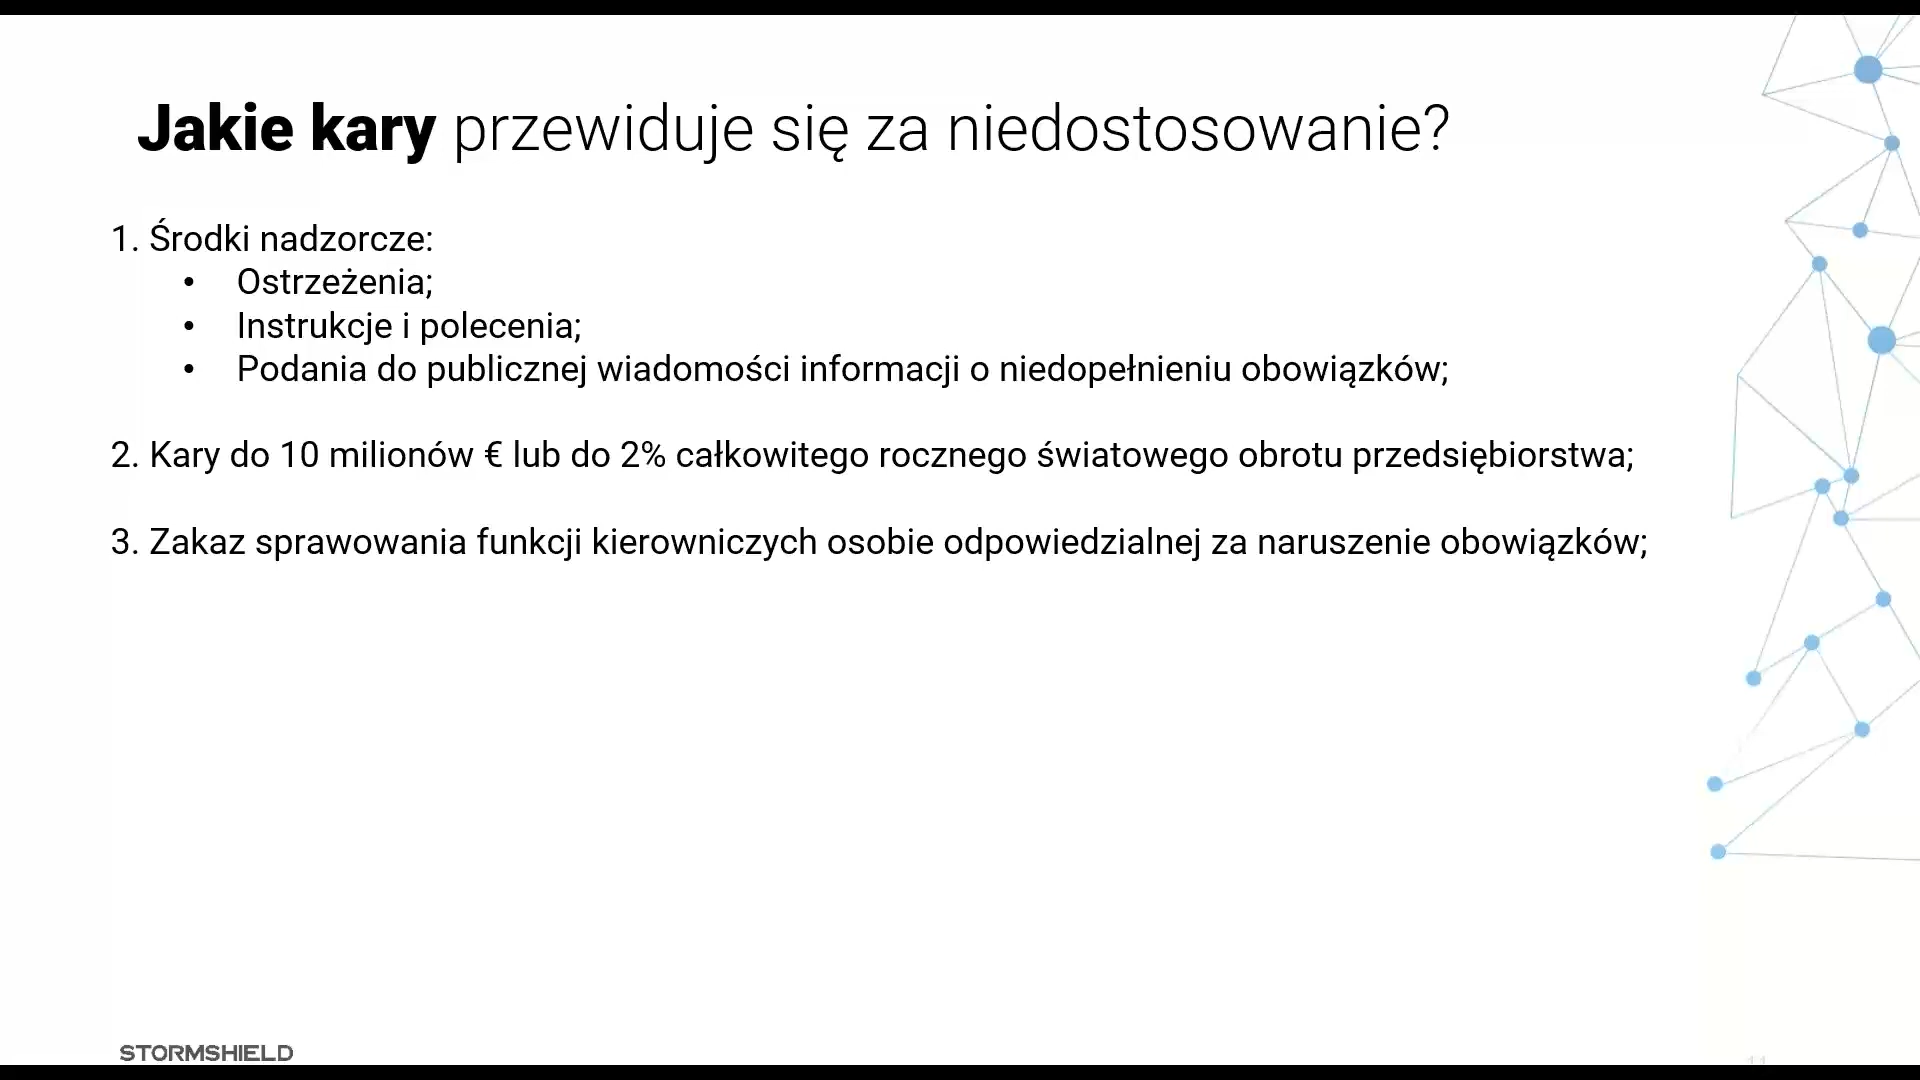 Jakie kary przewiduje się za niedostosowanie?
1. Środki nadzorcze:
• Ostrzeżenia;
• Instrukcje i polecenia;
• Podania do publicznej wiadomości informacji o niedopełnieniu obowiązków;
2. Kary do 10 milionów € lub do 2% całkowitego rocznego światowego obrotu przedsiębiorstwa;
3. Zakaz sprawowania funkcji kierowniczych osobie odpowiedzialnej za naruszenie obowiązków;
STORMSHIELD